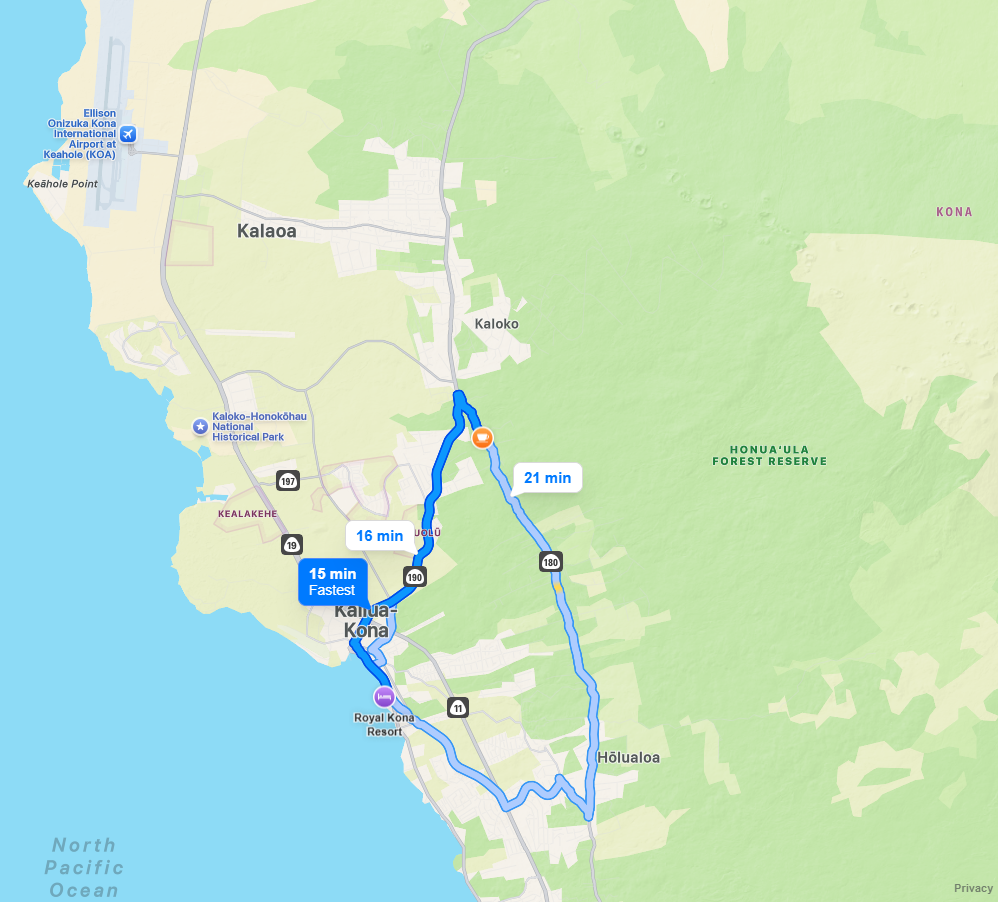 Ellison
Onizuka Kona
International
Airport at
Keahole (KOA)
Keāhole Point
KONA
Kalaoa
Kaloko
Kaloko-Honokōhau
National
Historical Park
HONUA‘ULA
FOREST RESERVE
21 min
197
KEALAKEHE
16 min
19
180
190
15 min
Fastest
Kailua-
Kona
Royal Kona
Resort
11
Hōlualoa
North
Pacific
Ocean
Privacy